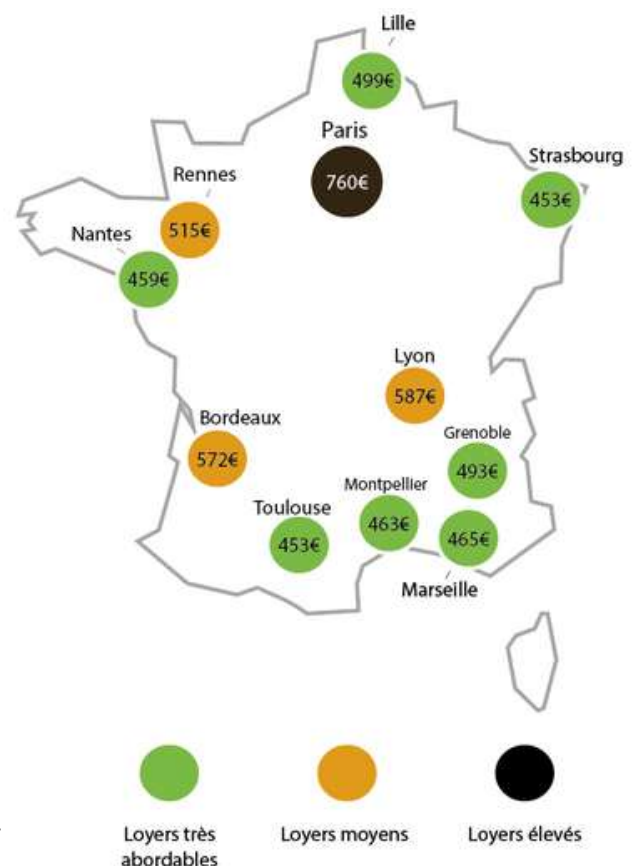 Lille
499€
Paris
760€
Strasbourg
453€
Rennes
515€
Nantes
459€
Lyon
587€
Bordeaux
572€
Grenoble
493€
Montpellier
463€
Toulouse
453€
465€
Marseille
Loyers très
abordables
Loyers moyens
Loyers élevés